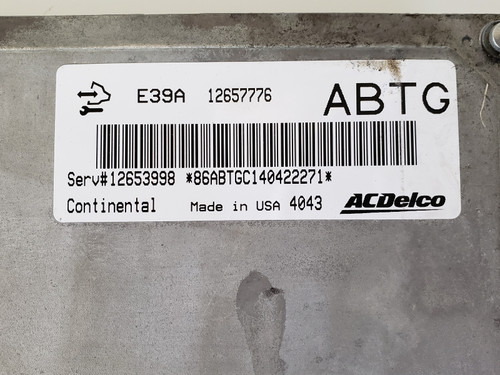 E39A 12657776 ABTG
Serv#12653998 *86ABTGC140422271*
Continental Made in USA 4043 ACDelco